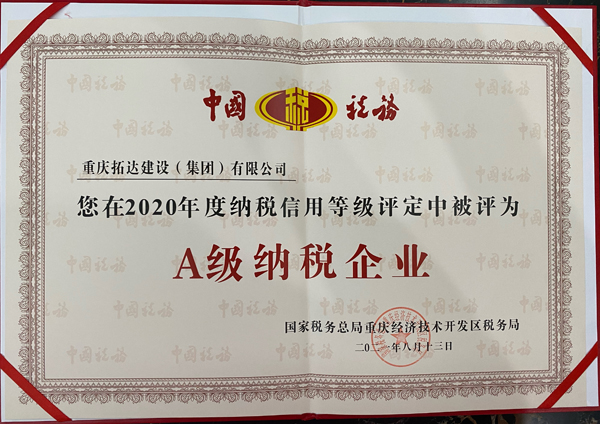 中国 税 税务
重庆拓达建设（集团）有限公司
您在2020年度纳税信用等级评定中被评为
A级纳税企业
国家税务总局重庆经济技术开发区税务局
八月十三日